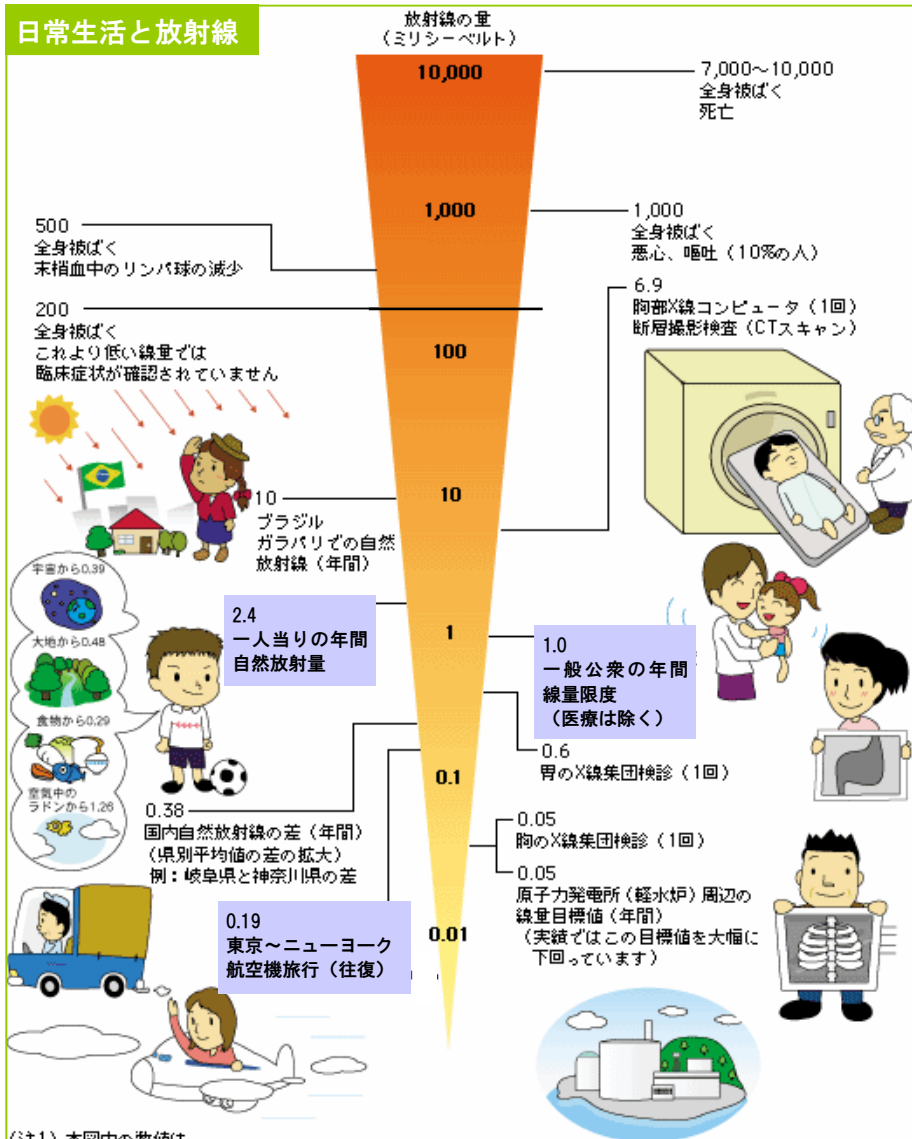 日常生活と放射線
放射線の量
(ミリシーベルト)
10,000
1,000
100
10
1
0.1
0.01
7,000~10,000
全身被ばく
死亡
1,000
全身被ばく
悪心、嘔吐(10%の人)
500
全身被ばく
末梢血中のリンパ球の減少
200
全身被ばく
これより低い線量では
臨床症状が確認されていません
6.9
胸部X線コンピュータ(1回)
断層撮影検査(CTスキャン)
10
ブラジル
ガラパリでの自然
放射線(年間)
宇宙から0.39
大地から0.48
食物から0.29
空気中の
ラドンから1.26
2.4
一人当りの年間
自然放射量
1.0
一般公衆の年間
線量限度
(医療は除く)
0.6
胃のX線集団検診(1回)
0.38
国内自然放射線の差(年間)
(県別平均値の差の拡大)
例:岐阜県と神奈川県の差
0.05
胸のX線集団検診(1回)
0.05
原子力発電所(軽水炉)周辺の
線量目標値(年間)
(実績ではこの目標値を大幅に
下回っています)
0.19
東京~ニューヨーク
航空機旅行(往復)
(注1)本図中の数値は